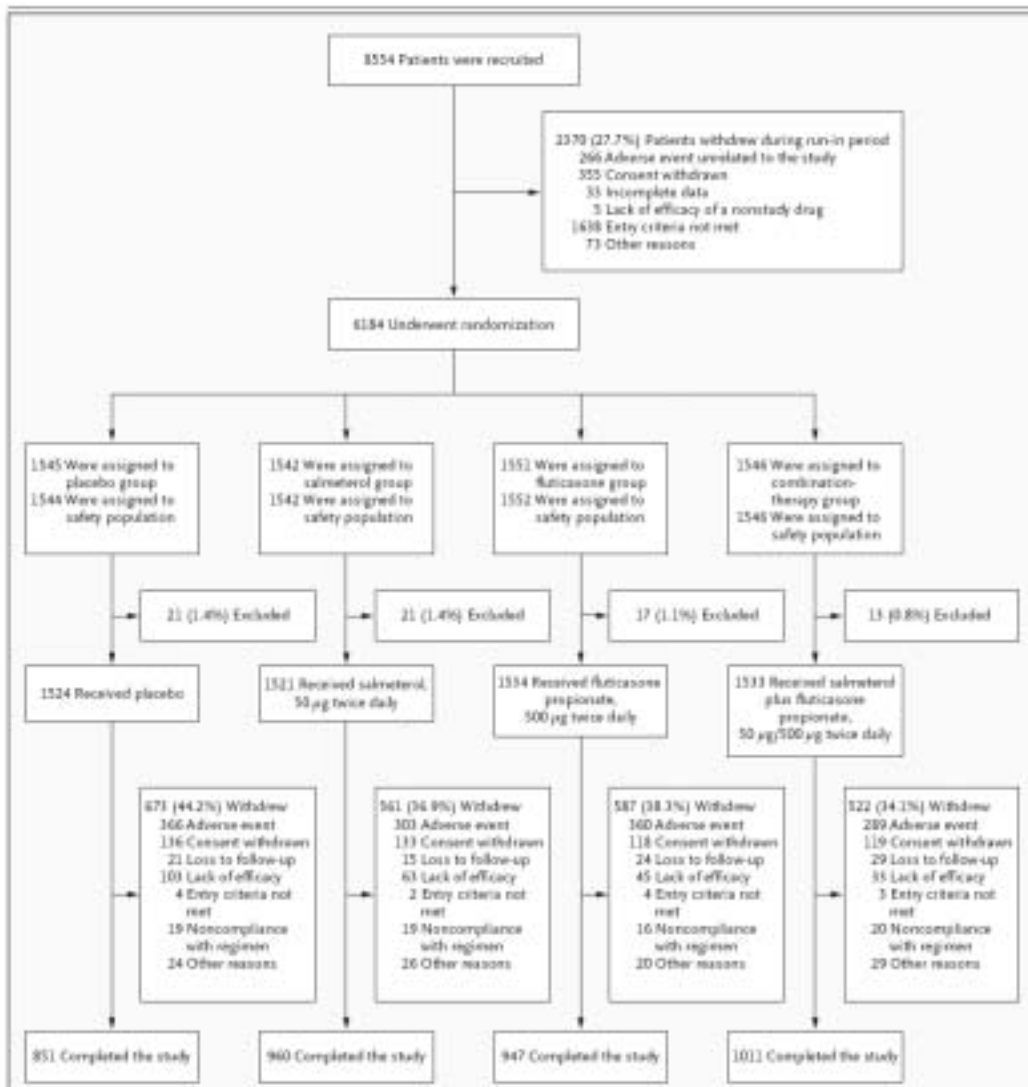 8554 Patients were recruited
2370 (27.7%) Patients withdrew during run-in period
266 Adverse event unrelated to the study
355 Consent withdrawn
33 Incomplete data
5 Lack of efficacy of a nonstudy drug
1638 Entry criteria not met
73 Other reasons
6184 Underwent randomization
1545 Were assigned to
placebo group
1544 Were assigned to
safety population
1542 Were assigned to
salmeterol group
1542 Were assigned to
safety population
1551 Were assigned to
fluticasone group
1552 Were assigned to
safety population
1546 Were assigned to
combination-
therapy group
1546 Were assigned to
safety population
21 (1.4%) Excluded
21 (1.4%) Excluded
17 (1.1%) Excluded
13 (0.8%) Excluded
1524 Received placebo
1521 Received salmeterol,
50 µg twice daily
1534 Received fluticasone
propionate,
500 µg twice daily
1533 Received salmeterol
plus fluticasone
propionate,
50 µg/500 µg twice daily
673 (44.2%) Withdrew
366 Adverse event
136 Consent withdrawn
21 Loss to follow-up
103 Lack of efficacy
4 Entry criteria not
met
19 Noncompliance
with regimen
24 Other reasons
561 (36.9%) Withdrew
303 Adverse event
133 Consent withdrawn
15 Loss to follow-up
63 Lack of efficacy
2 Entry criteria not
met
19 Noncompliance
with regimen
26 Other reasons
587 (38.3%) Withdrew
360 Adverse event
118 Consent withdrawn
24 Loss to follow-up
45 Lack of efficacy
4 Entry criteria not
met
16 Noncompliance
with regimen
20 Other reasons
522 (34.1%) Withdrew
289 Adverse event
119 Consent withdrawn
29 Loss to follow-up
33 Lack of efficacy
3 Entry criteria not
met
20 Noncompliance
with regimen
29 Other reasons
851 Completed the study
960 Completed the study
947 Completed the study
1011 Completed the study